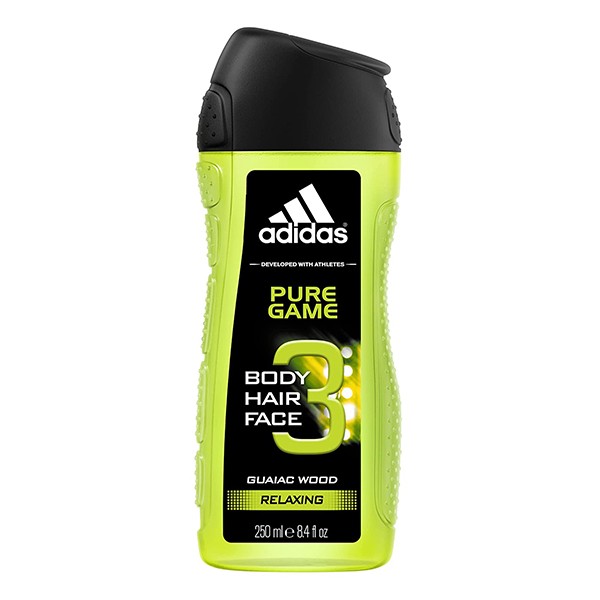 adidas®
DEVELOPED WITH ATHLETES
PURE
GAME
3
BODY
HAIR
FACE
GUAIAC WOOD
RELAXING
250 ml e 8.4 fl oz